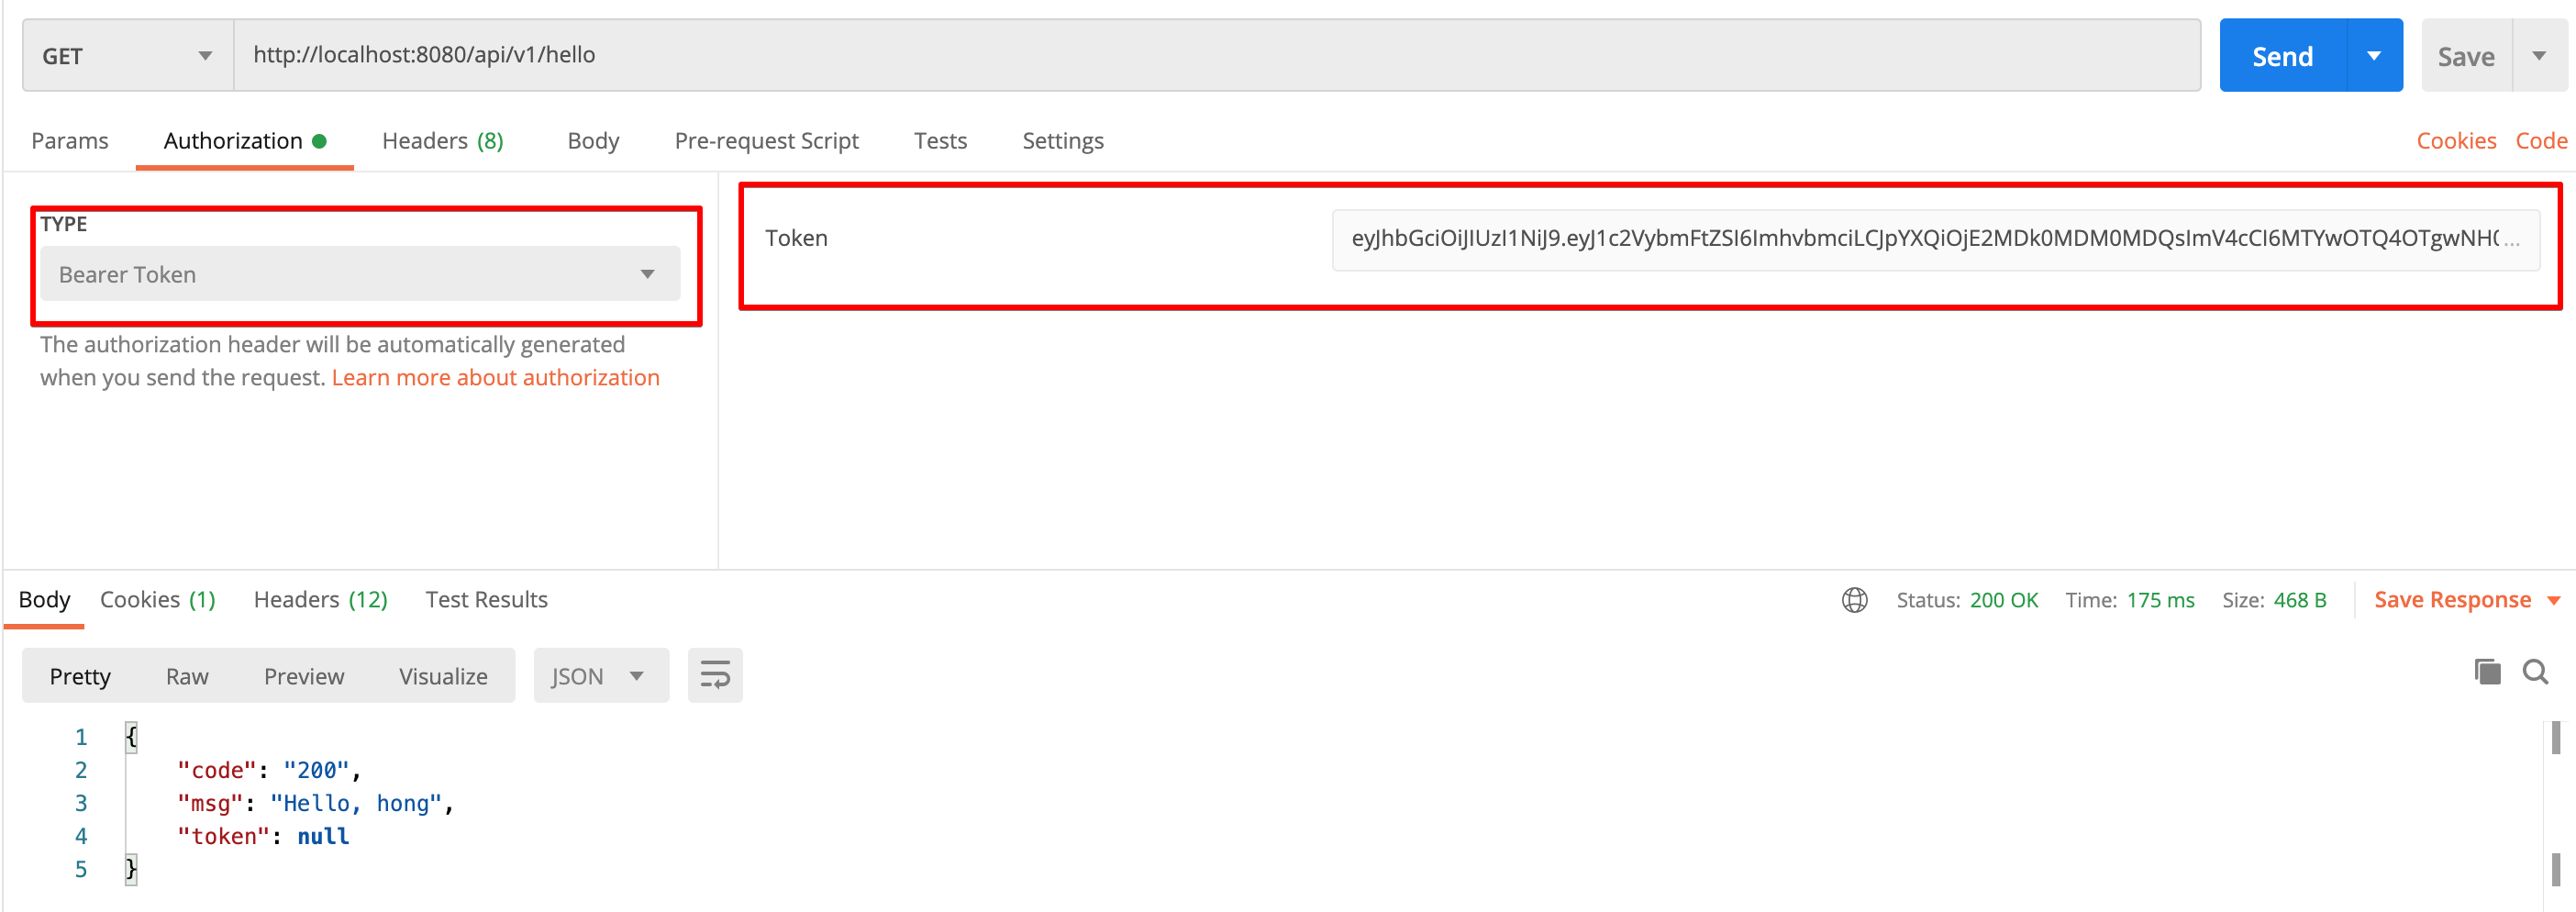 GET http://localhost:8080/api/v1/hello Send Save
Params Authorization Headers (8) Body Pre-request Script Tests Settings Cookies Code
TYPE
Bearer Token
The authorization header will be automatically generated
when you send the request. Learn more about authorization
Token eyJhbGciOiJIUzI1NiJ9.eyJ1c2VybmFtZSI6ImhvbmciLCJpYXQiOjE2MDk0MDM0MDQsImV4cCI6MTYwOTQ4OTgwNH0...
Body Cookies (1) Headers (12) Test Results Status: 200 OK Time: 175 ms Size: 468 B Save Response
Pretty Raw Preview Visualize JSON
1 {
2 "code": "200",
3 "msg": "Hello, hong",
4 "token": null
5 }